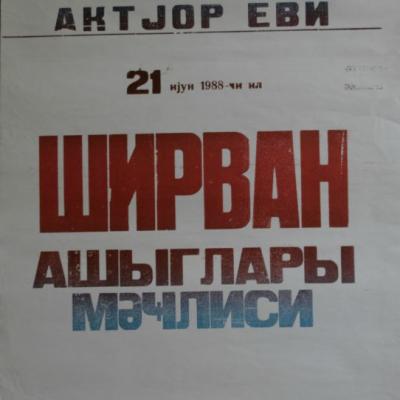 АКТЈОР ЕВИ
21 ијун 1988-чи ил
ШИРВАН
АШЫГЛАРЫ
МӘҸЛИСИ